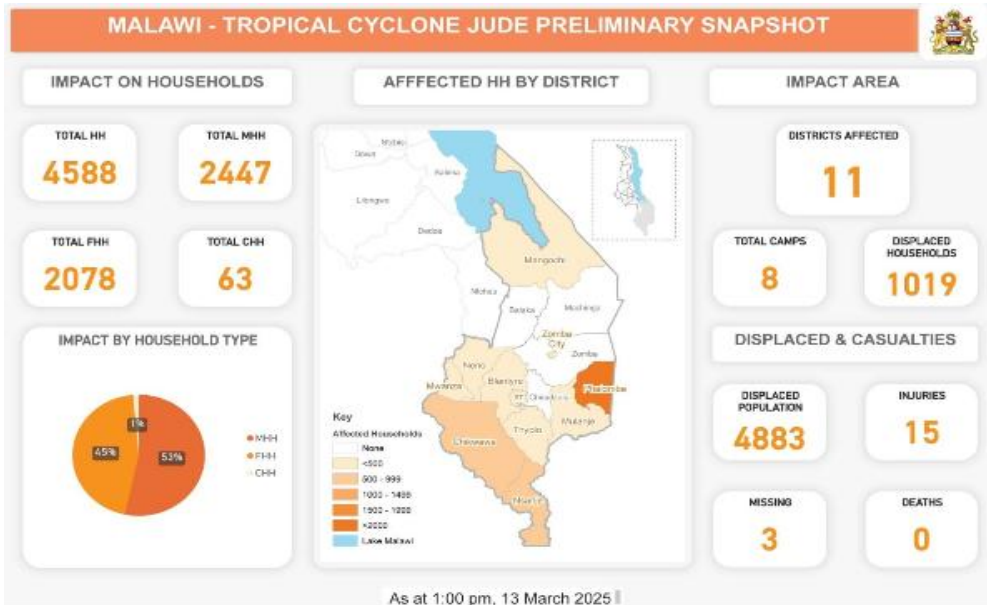 MALAWI - TROPICAL CYCLONE JUDE PRELIMINARY SNAPSHOT
IMPACT ON HOUSEHOLDS
TOTAL HH
4588
TOTAL MHH
2447
TOTAL FHH
2078
TOTAL CHH
63
IMPACT BY HOUSEHOLD TYPE
1%
45%
53%
MHH
FHH
CHH
AFFFECTED HH BY DISTRICT
Dowa
Salima
Lilongwe
Dedza
Mangochi
Ntcheu
Balaka
Machinga
Zomba
City
Zomba
Neno
Mwanza
Blantyre
Chiradzulu
Phalombe
Mulanje
Thyolo
Chikwawa
Nsanje
Key
Affected Households
None
<500
500 - 999
1000 - 1499
>2000
Lake Malawi
IMPACT AREA
DISTRICTS AFFECTED
11
TOTAL CAMPS
8
DISPLACED
HOUSEHOLDS
1019
DISPLACED & CASUALTIES
DISPLACED
POPULATION
4883
INJURIES
15
MISSING
3
DEATHS
0
As at 1:00 pm, 13 March 2025